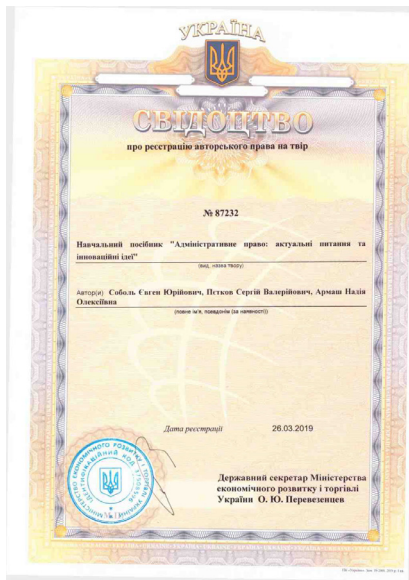 УКРАЇНА
СВІДОЦТВО
про реєстрацію авторського права на твір
№ 87232
Навчальний посібник "Адміністративне право: актуальні питання та
інноваційні ідеї"
(вид, назва твору)
Автор(и) Соболь Євген Юрійович, Пєтков Сергій Валерійович, Армаш Надія
Олексіївна
(повне ім'я, псевдонім (за наявності))
Дата реєстрації 26.03.2019
Державний секретар Міністерства
економічного розвитку і торгівлі
України О. Ю. Перевезенцев